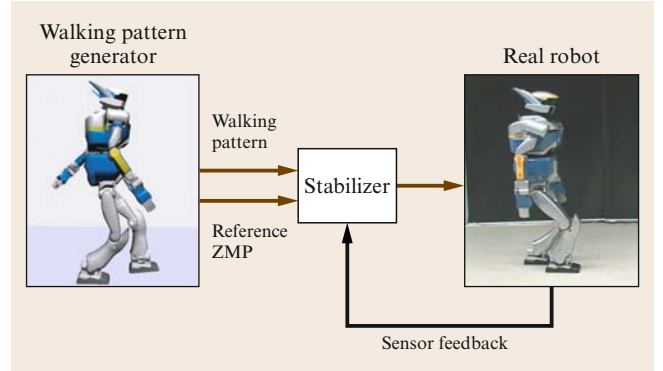 Walking pattern
generator
Real robot
Walking
pattern
Stabilizer
Reference
ZMP
Sensor feedback